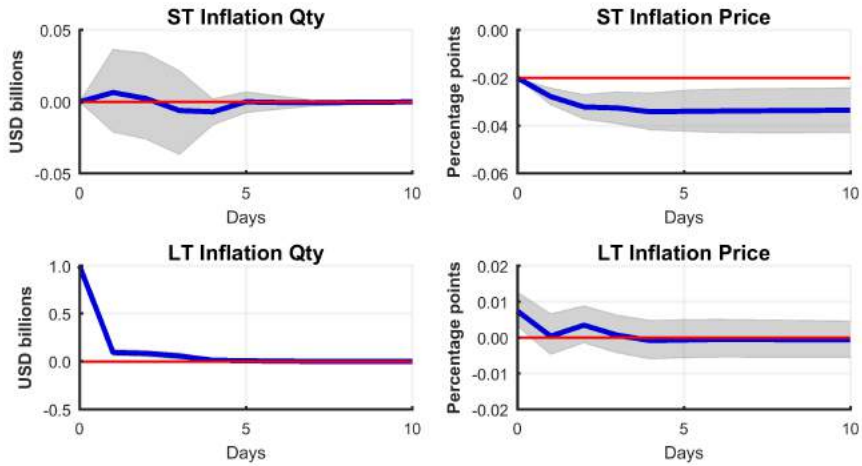 ST Inflation Qty
USD billions
0.05
0.00
-0.05
0
5
10
Days
ST Inflation Price
Percentage points
0.00
-0.02
-0.04
-0.06
0
5
10
Days
LT Inflation Qty
USD billions
1.0
0.5
0.0
-0.5
0
5
10
Days
LT Inflation Price
Percentage points
0.02
0.01
0.00
-0.01
-0.02
0
5
10
Days